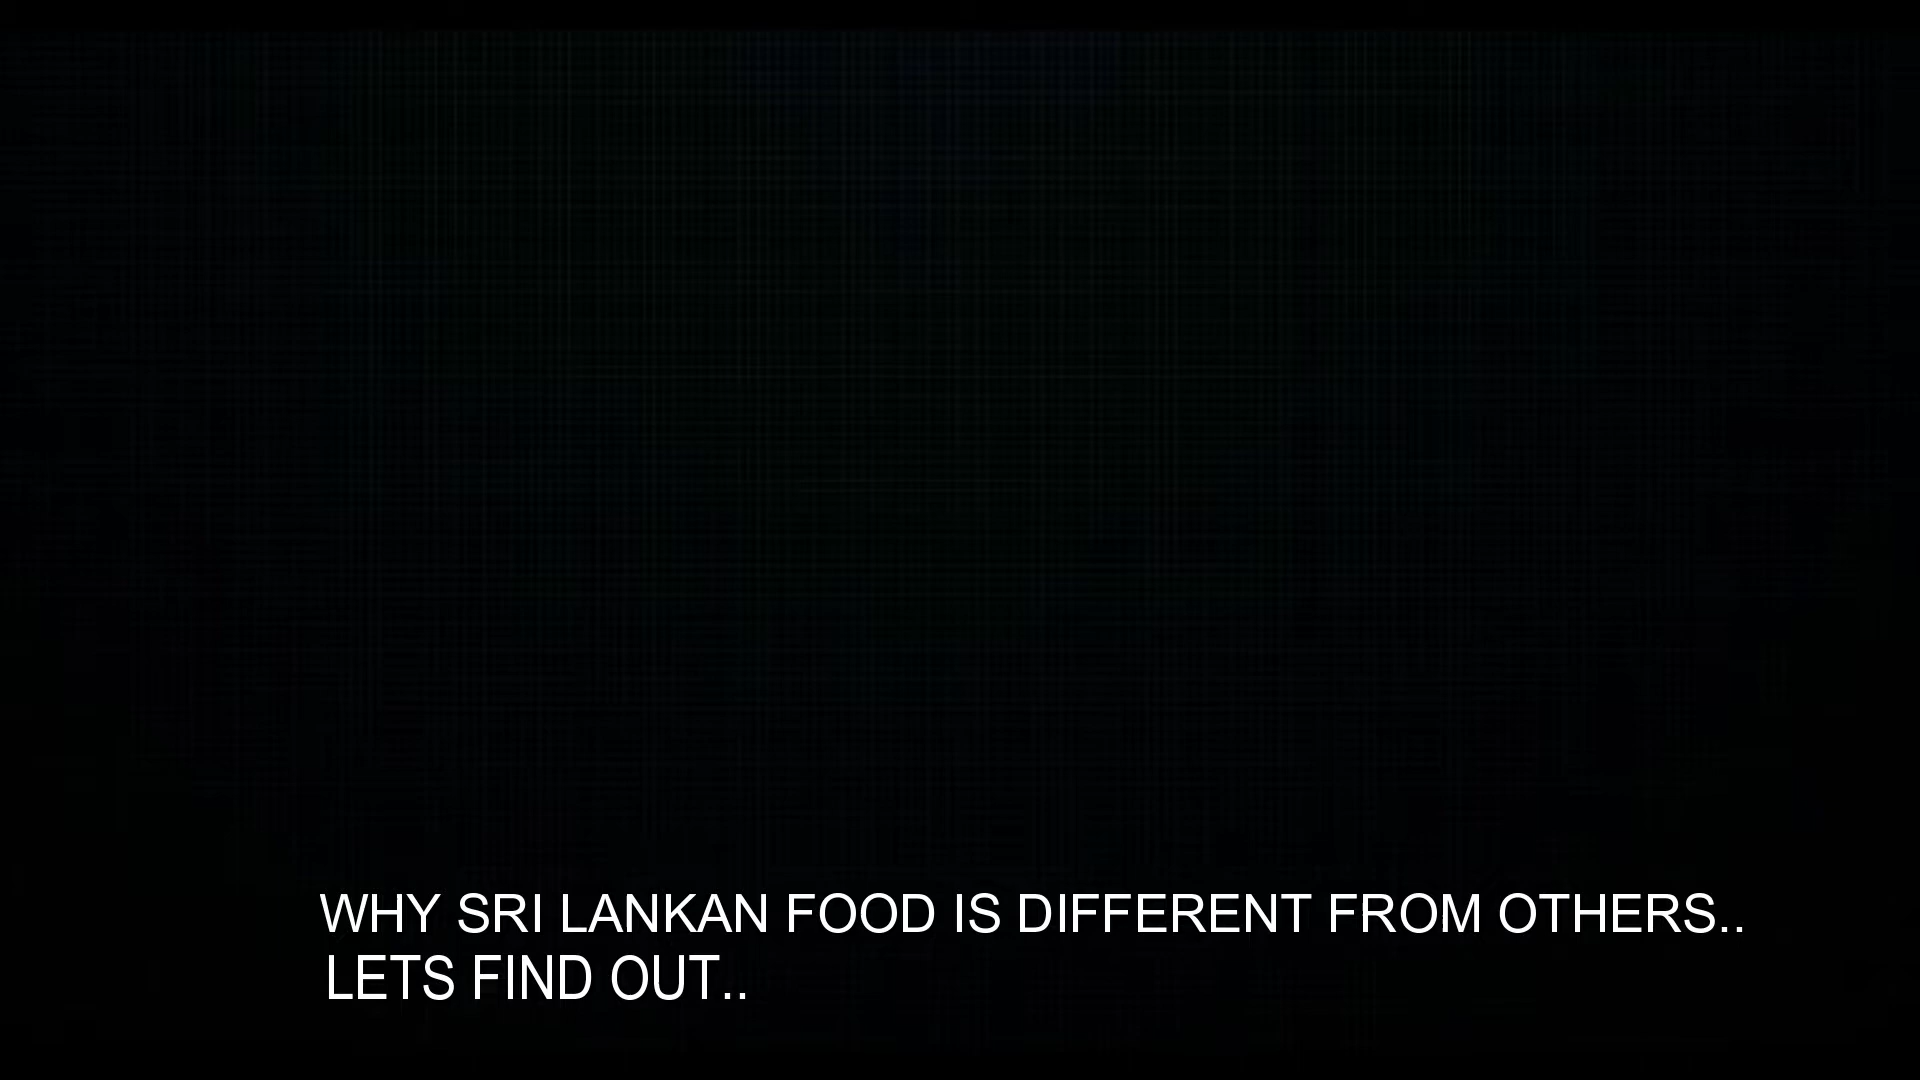 WHY SRI LANKAN FOOD IS DIFFERENT FROM OTHERS..
LETS FIND OUT..